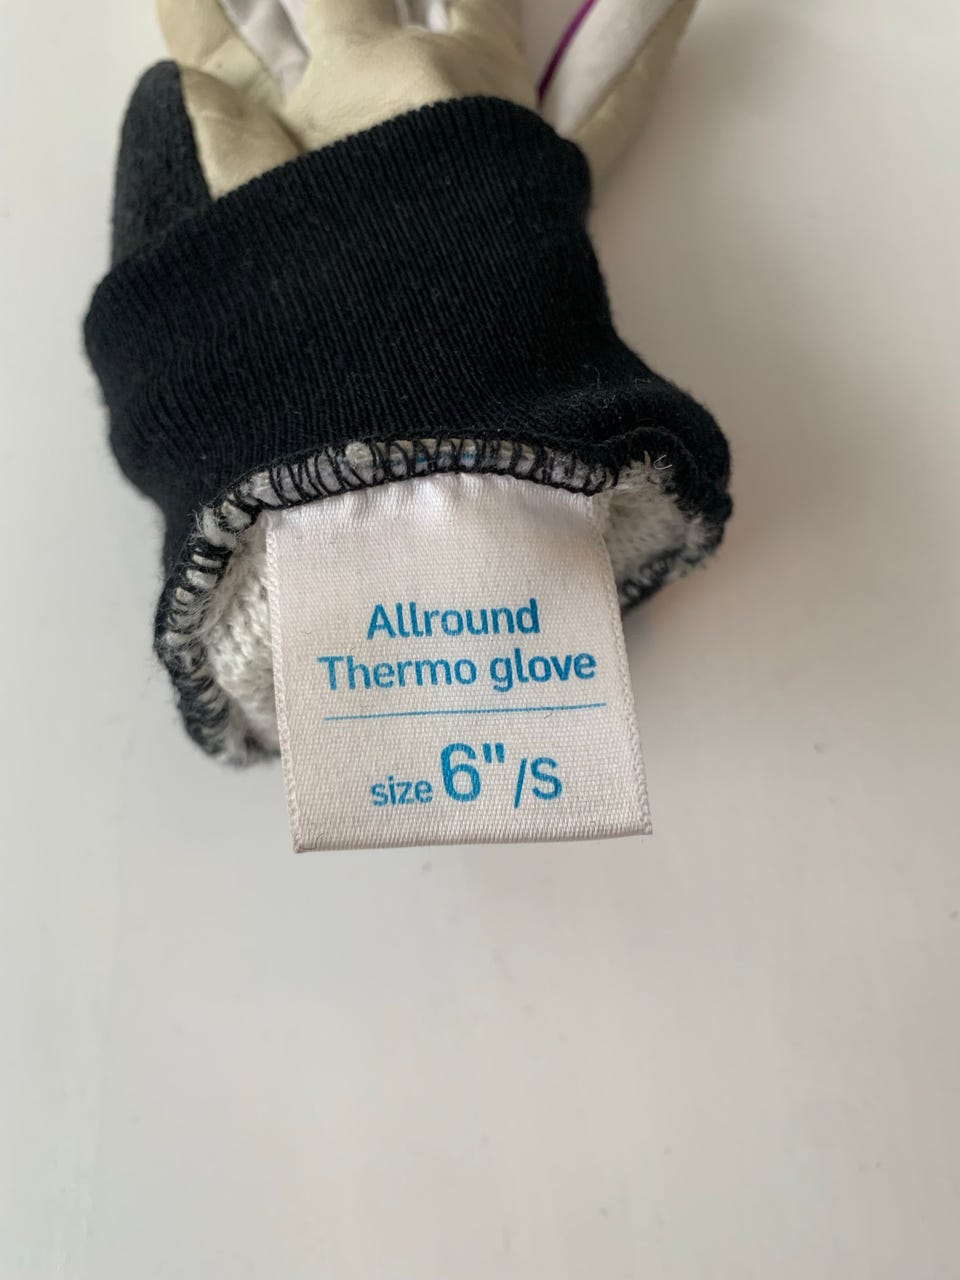 Allround
Thermo glove
size 6"/S